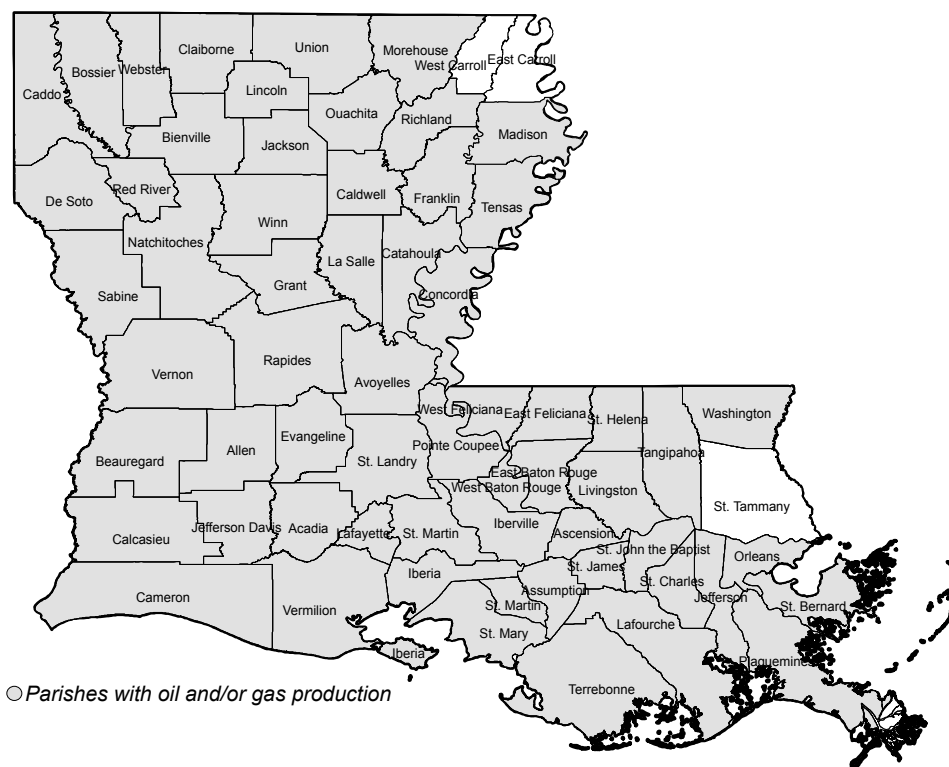 Claiborne
Union
Morehouse
West Carroll
East Carroll
Bossier
Webster
Caddo
Lincoln
Ouachita
Richland
Madison
Bienville
Jackson
Red River
De Soto
Caldwell
Franklin
Tensas
Winn
Natchitoches
La Salle
Catahoula
Grant
Sabine
Concordia
Rapides
Vernon
Avoyelles
West Feliciana
East Feliciana
St. Helena
Washington
Evangeline
Pointe Coupee
Allen
Tangipahoa
Beauregard
St. Landry
East Baton Rouge
West Baton Rouge
Livingston
St. Tammany
Jefferson Davis
Acadia
Lafayette
St. Martin
Iberville
Ascension
Calcasieu
St. John the Baptist
Orleans
St. James
Iberia
St. Charles
Assumption
Jefferson
Cameron
Vermilion
St. Martin
St. Bernard
Lafourche
St. Mary
Iberia
Plaquemines
Terrebonne
Parishes with oil and/or gas production